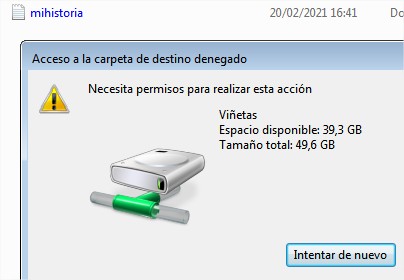 mihistoria 20/02/2021 16:41 Do
Acceso a la carpeta de destino denegado
Necesita permisos para realizar esta acción
Viñetas
Espacio disponible: 39,3 GB
Tamaño total: 49,6 GB
Intentar de nuevo